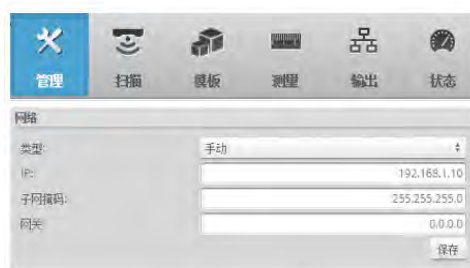 管理 扫描 模板 测量 输出 状态
网络
类型: 手动
IP: 192.168.1.10
子网掩码: 255.255.255.0
网关: 0.0.0.0
保存